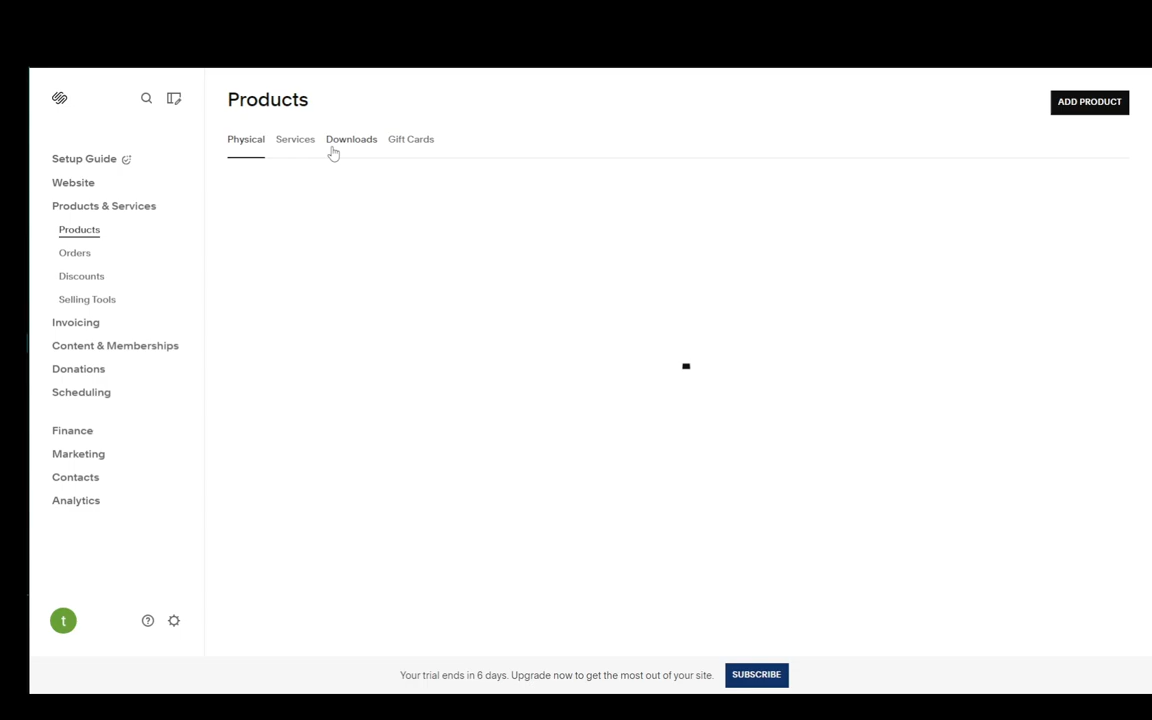 Products
ADD PRODUCT
Physical Services Downloads Gift Cards
Setup Guide
Website
Products & Services
Products
Orders
Discounts
Selling Tools
Invoicing
Content & Memberships
Donations
Scheduling
Finance
Marketing
Contacts
Analytics
t
Your trial ends in 6 days. Upgrade now to get the most out of your site. SUBSCRIBE